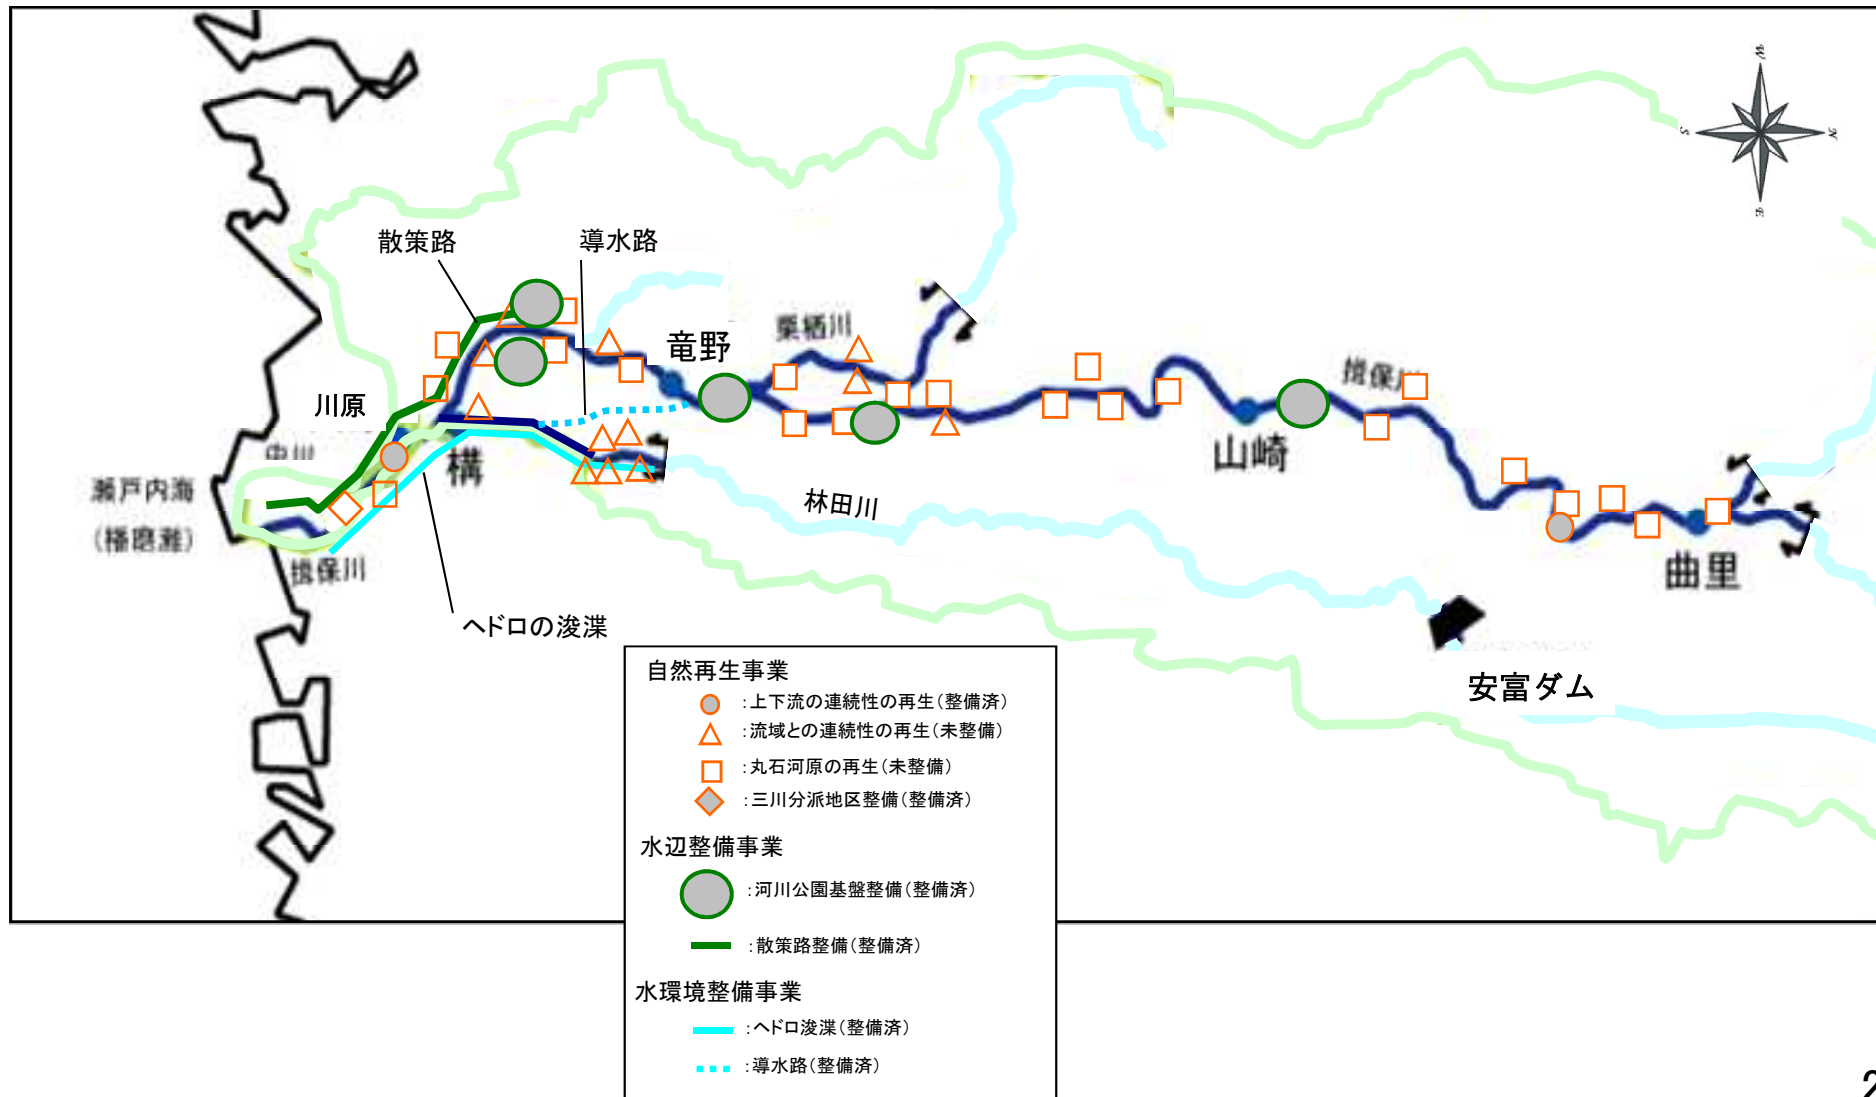 W
S
N
E
散策路
導水路
竜野
栗栖川
揖保川
川原
中川
構
山崎
瀬戸内海
(播磨灘)
林田川
揖保川
曲里
ヘドロの浚渫
安富ダム
自然再生事業
:上下流の連続性の再生(整備済)
:流域との連続性の再生(未整備)
:丸石河原の再生(未整備)
:三川分派地区整備(整備済)
水辺整備事業
:河川公園基盤整備(整備済)
:散策路整備(整備済)
水環境整備事業
:ヘドロ浚渫(整備済)
:導水路(整備済)
2